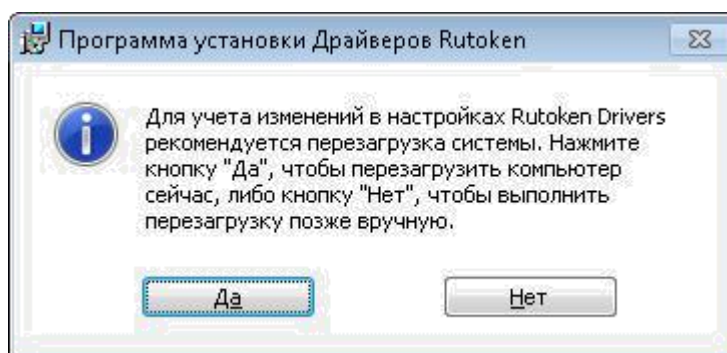 Программа установки Драйверов Rutoken
Для учета изменений в настройках Rutoken Drivers
рекомендуется перезагрузка системы. Нажмите
кнопку "Да", чтобы перезагрузить компьютер
сейчас, либо кнопку "Нет", чтобы выполнить
перезагрузку позже вручную.
Да
Нет